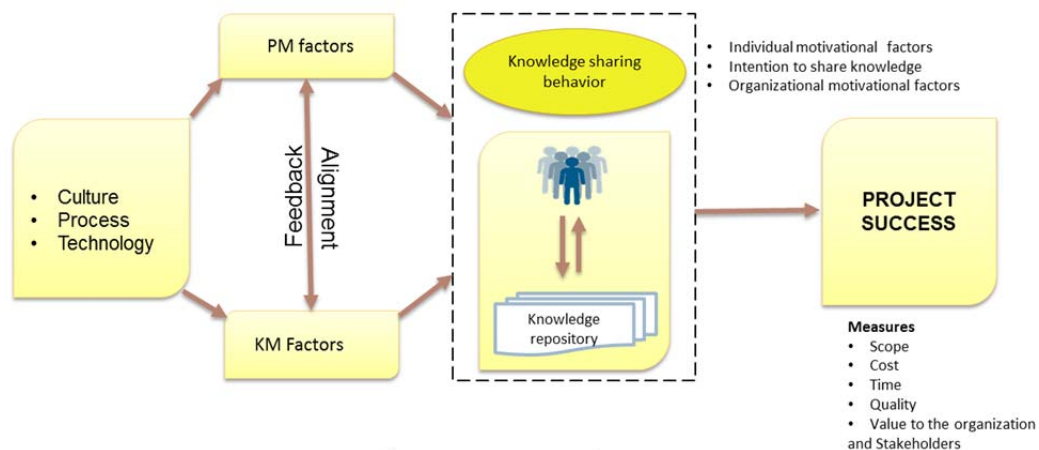 PM factors
Knowledge sharing
behavior
• Individual motivational factors
• Intention to share knowledge
• Organizational motivational factors
• Culture
• Process
• Technology
Feedback
Alignment
PROJECT
SUCCESS
KM Factors
Knowledge
repository
Measures
• Scope
• Cost
• Time
• Quality
• Value to the organization
and Stakeholders